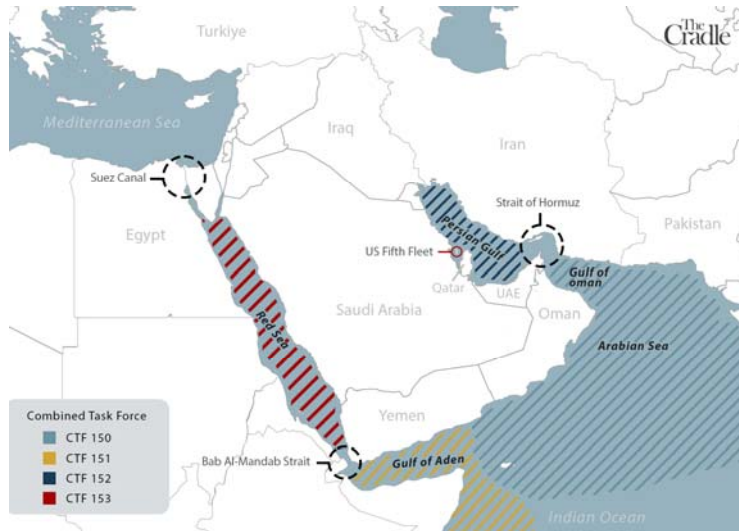 The
Cradle
Turkiye
Mediterranean Sea
Iraq
Iran
Suez Canal
Strait of Hormuz
Pakistan
Egypt
Persian Gulf
US Fifth Fleet
Gulf of
oman
Qatar
UAE
Oman
Saudi Arabia
Red Sea
Arabian Sea
Combined Task Force
CTF 150
CTF 151
CTF 152
CTF 153
Yemen
Bab Al-Mandab Strait
Gulf of Aden
Indian Ocean